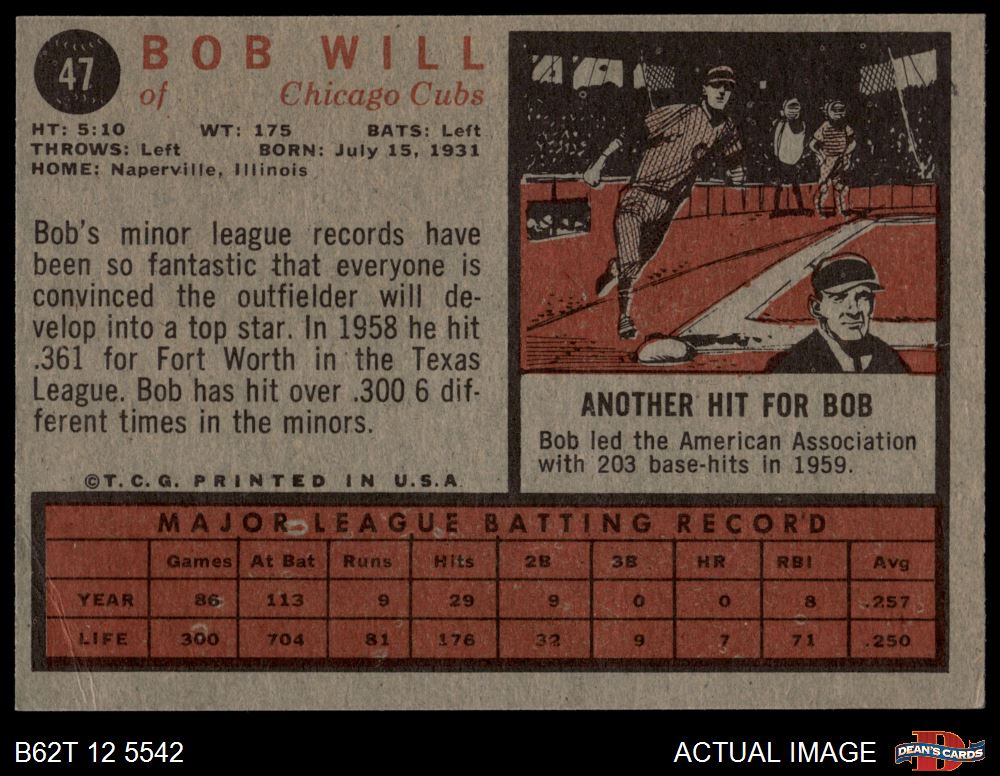 47
BOB WILL
of Chicago Cubs
HT: 5:10 WT: 175 BATS: Left
THROWS: Left BORN: July 15, 1931
HOME: Naperville, Illinois
Bob's minor league records have
been so fantastic that everyone is
convinced the outfielder will de-
velop into a top star. In 1958 he hit
.361 for Fort Worth in the Texas
League. Bob has hit over .300 6 dif-
ferent times in the minors.
©T.C.G. PRINTED IN U.S.A.
ANOTHER HIT FOR BOB
Bob led the American Association
with 203 base-hits in 1959.
MAJOR LEAGUE BATTING RECORD
Games At Bat Runs Hits 2B 3B HR RBI Avg
YEAR 86 113 9 29 9 0 0 8 .257
LIFE 300 704 81 176 32 9 7 71 .250
B62T 12 5542
ACTUAL IMAGE
DEAN'S CARDS